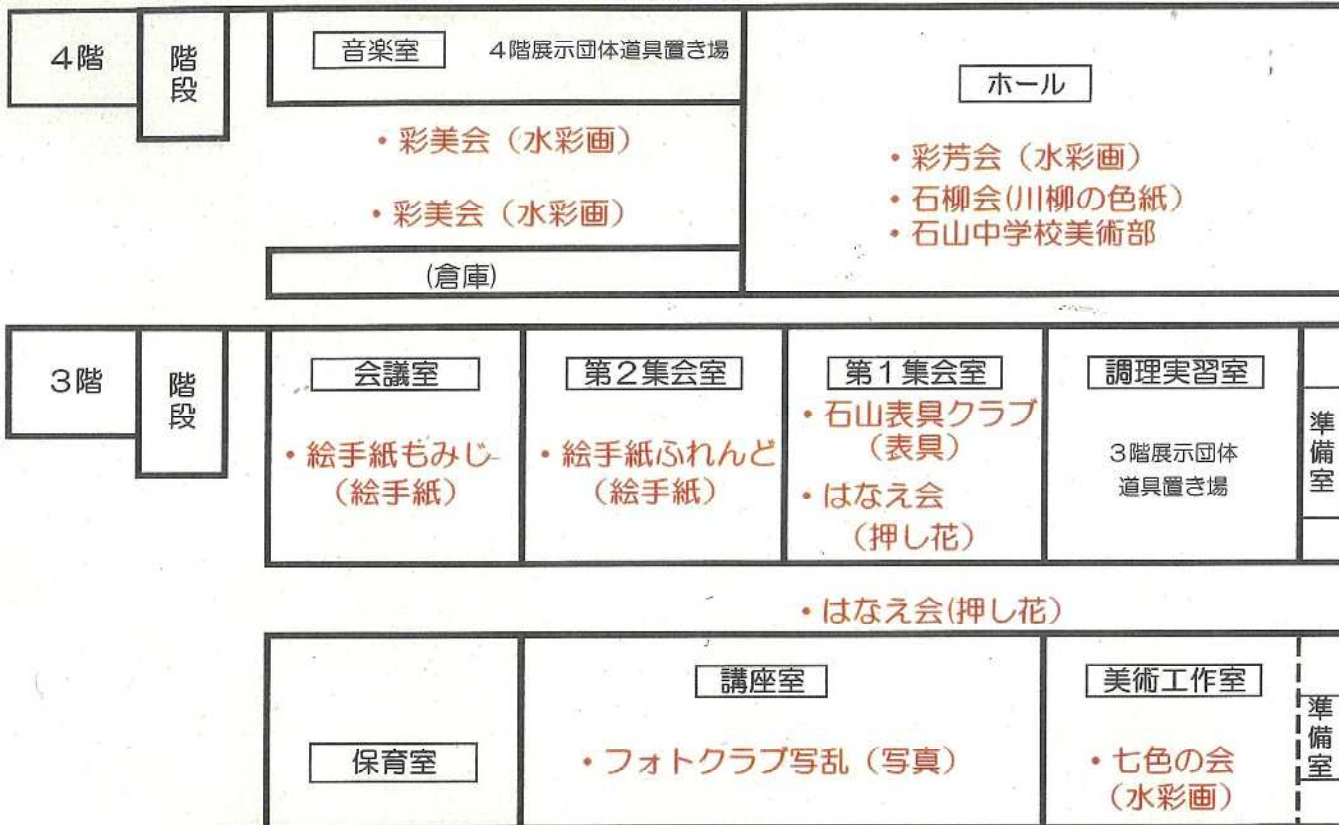 4階
階段
音楽室 4階展示団体道具置き場
・彩美会（水彩画）
・彩美会（水彩画）
(倉庫)
ホール
・彩芳会（水彩画）
・石柳会(川柳の色紙）
・石山中学校美術部
3階
階段
会議室
・絵手紙もみじ
（絵手紙）
第2集会室
・絵手紙ふれんど
（絵手紙）
第1集会室
・石山表具クラブ
（表具）
・はなえ会
（押し花）
調理実習室
3階展示団体
道具置き場
準備室
・はなえ会(押し花）
保育室
講座室
・フォトクラブ写乱（写真）
美術工作室
・七色の会
（水彩画）
準備室